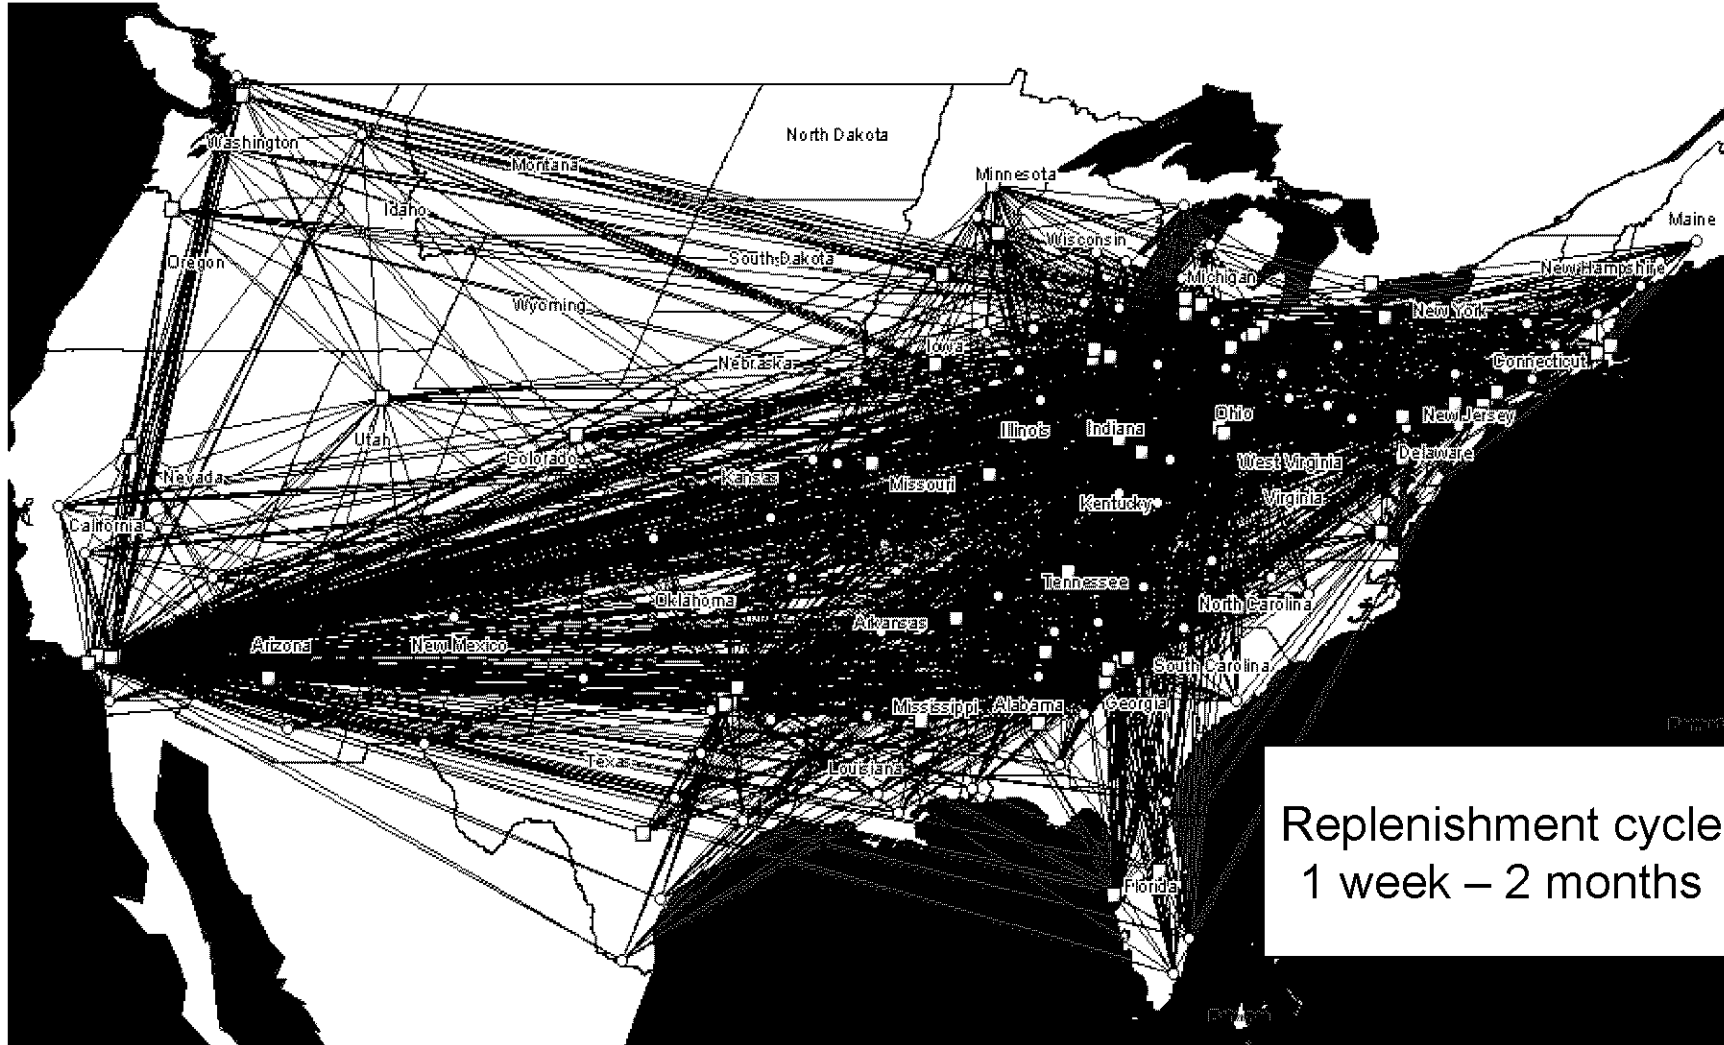 North Dakota
Washington
Montana
Minnesota
Idaho
Maine
Wisconsin
Oregon
South Dakota
Michigan
New Hampshire
Wyoming
New York
Iowa
Nebraska
Connecticut
Utah
Colorado
Illinois
Indiana
Ohio
New Jersey
Nevada
Kansas
Missouri
West Virginia
Delaware
California
Kentucky
Virginia
Oklahoma
Tennessee
Arkansas
North Carolina
Arizona
New Mexico
South Carolina
Mississippi
Alabama
Georgia
Texas
Louisiana
Florida
Replenishment cycle
1 week – 2 months